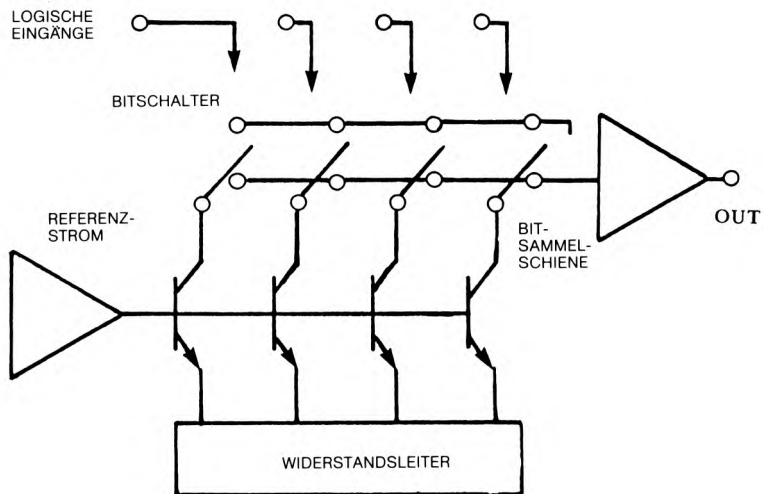 LOGISCHE
EINGÄNGE
BITSCHALTER
REFERENZ-
STROM
OUT
BIT-
SAMMEL-
SCHIENE
WIDERSTANDSLEITER